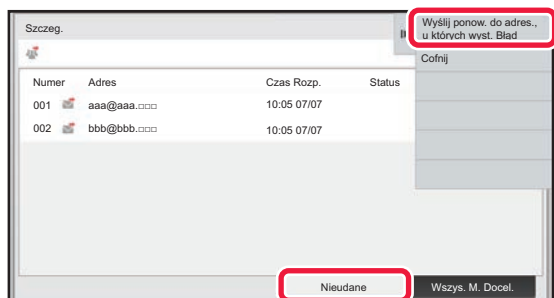 Szczeg.
Wyślij ponow. do adres.,
u których wyst. Błąd
Cofnij
Numer Adres Czas Rozp. Status
001 aaa@aaa.□□□ 10:05 07/07
002 bbb@bbb.□□□ 10:05 07/07
Nieudane Wszys. M. Docel.